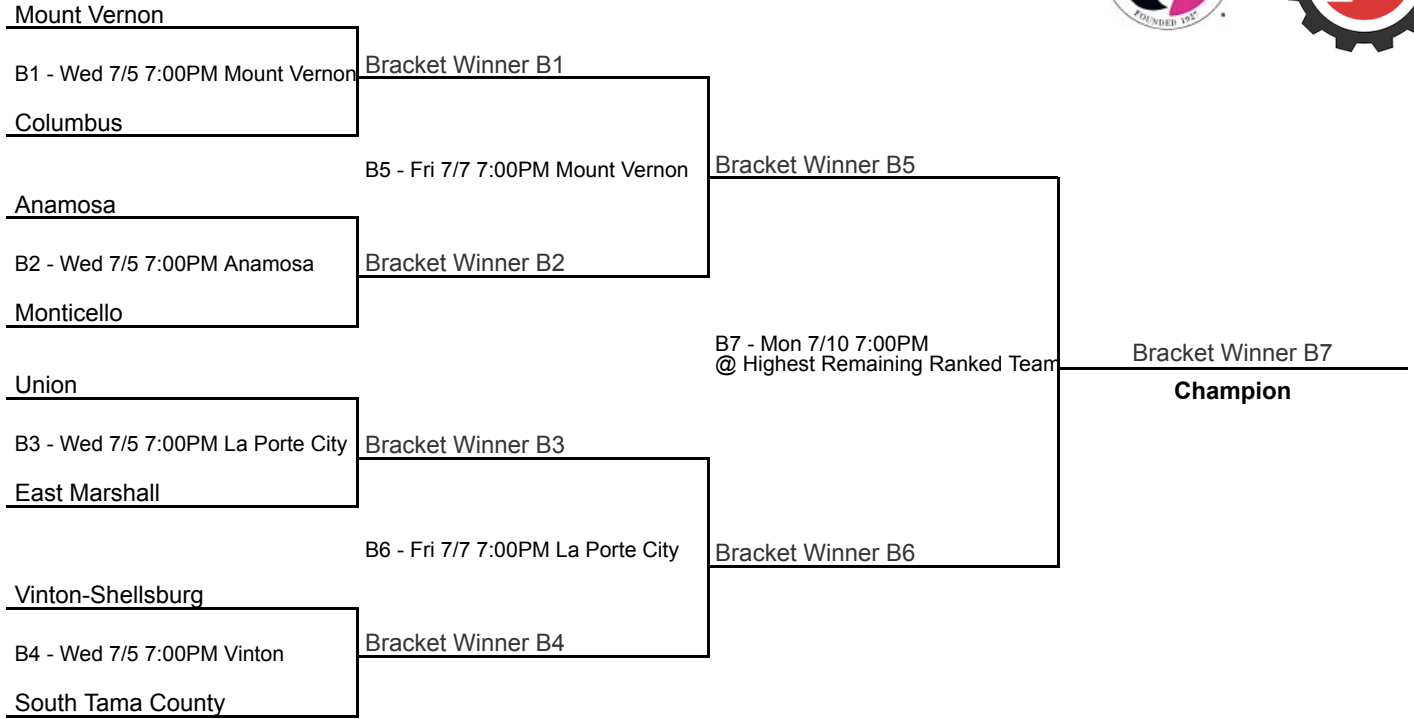 FOUNDED 1927
Mount Vernon
B1 - Wed 7/5 7:00PM Mount Vernon
Columbus
Bracket Winner B1
B5 - Fri 7/7 7:00PM Mount Vernon
Bracket Winner B5
Anamosa
B2 - Wed 7/5 7:00PM Anamosa
Monticello
Bracket Winner B2
B7 - Mon 7/10 7:00PM
@ Highest Remaining Ranked Team
Bracket Winner B7
Champion
Union
B3 - Wed 7/5 7:00PM La Porte City
East Marshall
Bracket Winner B3
B6 - Fri 7/7 7:00PM La Porte City
Bracket Winner B6
Vinton-Shellsburg
B4 - Wed 7/5 7:00PM Vinton
South Tama County
Bracket Winner B4